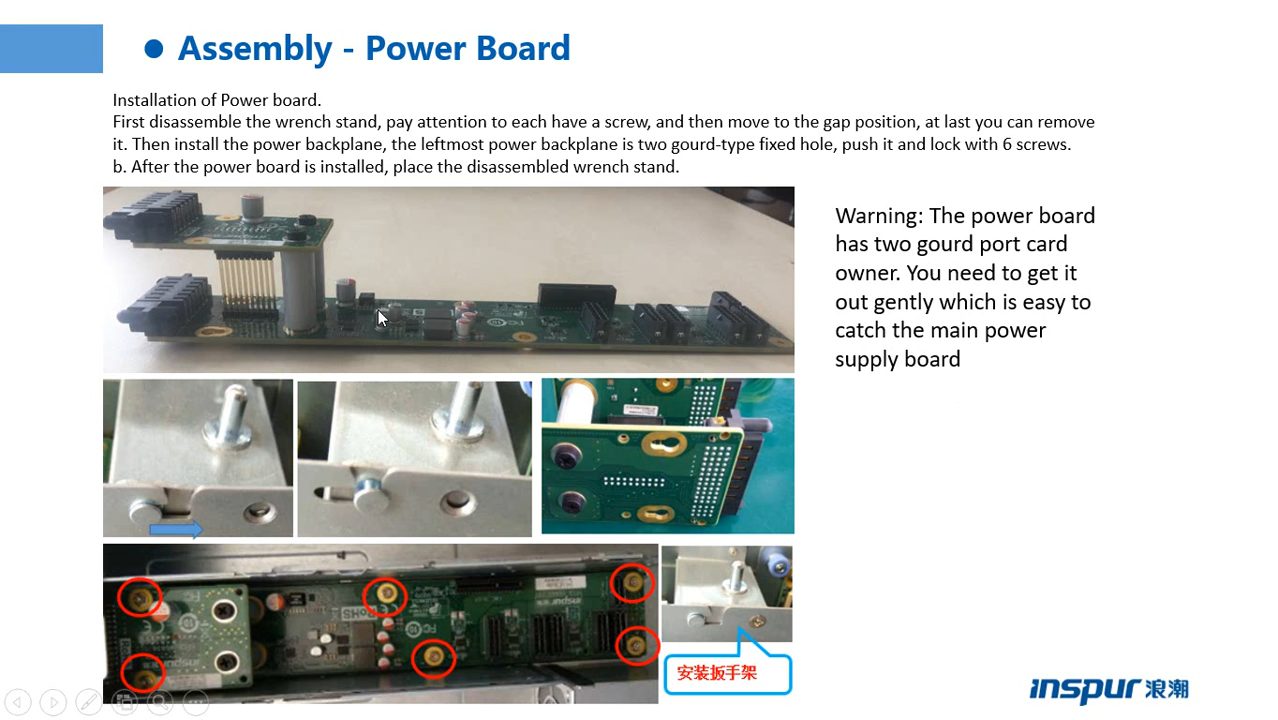 Assembly - Power Board
Installation of Power board.
First disassemble the wrench stand, pay attention to each have a screw, and then move to the gap position, at last you can remove
it. Then install the power backplane, the leftmost power backplane is two gourd-type fixed hole, push it and lock with 6 screws.
b. After the power board is installed, place the disassembled wrench stand.
Warning: The power board
has two gourd port card
owner. You need to get it
out gently which is easy to
catch the main power
supply board
inspur
RoHS
inspur
安装扳手架
inspur 浪潮